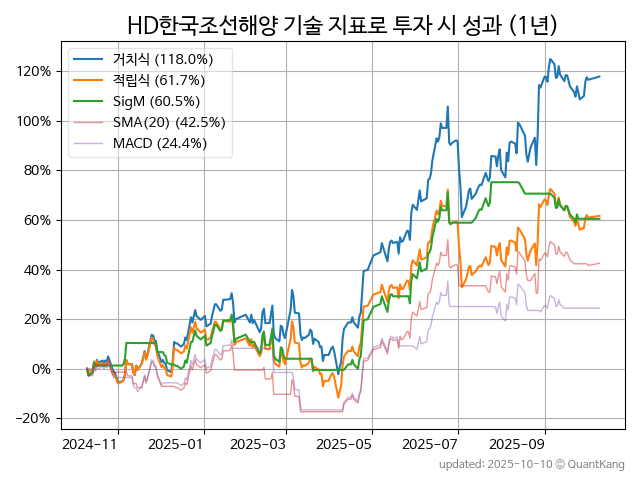 HD한국조선해양 기술 지표로 투자 시 성과 (1년)
거치식 (118.0%)
적립식 (61.7%)
SigM (60.5%)
SMA(20) (42.5%)
MACD (24.4%)
120%
100%
80%
60%
40%
20%
0%
−20%
2024−11 2025−01 2025−03 2025−05 2025−07 2025−09
updated: 2025-10-10 © QuantKang